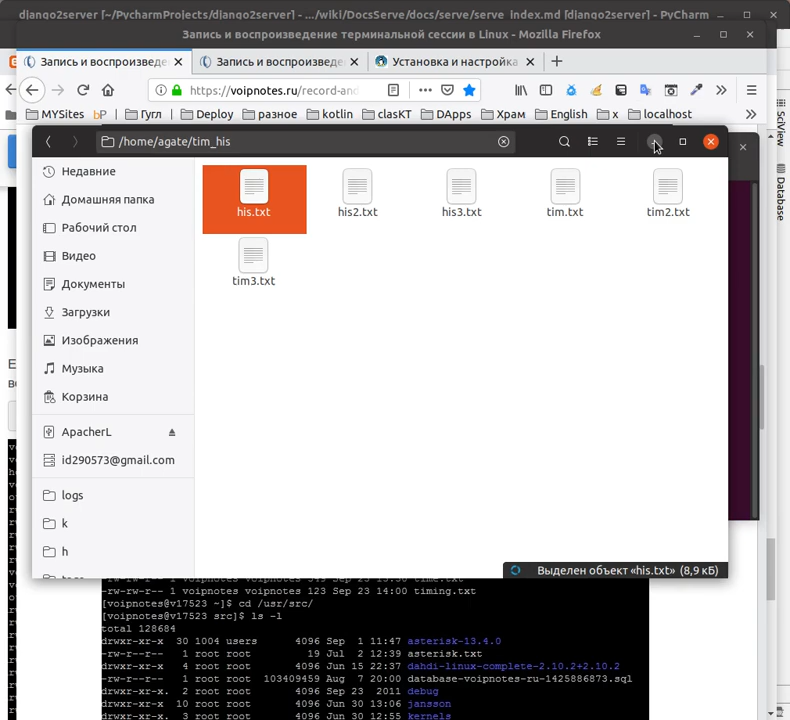 django2server [~/PycharmProjects/django2server] - .../wiki/DocsServe/docs/serve/serve_index.md [django2server] - PyCharm
Запись и воспроизведение терминальной сессии в Linux - Mozilla Firefox
Запись и воспроизведе
Запись и воспроизведе
Установка и настройка
https://voipnotes.ru/record-and
MYSites
bP
Гугл
Deploy
разное
kotlin
clasKT
DApps
Храм
English
x
localhost
SciView
Database
/home/agate/tim_his
Недавние
Домашняя папка
Рабочий стол
Видео
Документы
Загрузки
Изображения
Музыка
Корзина
ApacherL
id290573@gmail.com
logs
k
h
his.txt
his2.txt
his3.txt
tim.txt
tim2.txt
tim3.txt
Выделен объект «his.txt» (8,9 кБ)
-rw-rw-r-- 1 voipnotes voipnotes 123 Sep 23 14:00 timing.txt
[voipnotes@v17523 ~]$ cd /usr/src/
[voipnotes@v17523 src]$ ls -l
total 128684
drwxr-xr-x 30 1004 users 4096 Sep 1 11:47 asterisk-13.4.0
-rw-r--r-- 1 root root 19 Jul 2 12:39 asterisk.txt
drwxr-xr-x 4 root root 4096 Jun 15 22:37 dahdi-linux-complete-2.10.2+2.10.2
-rw-r--r-- 1 root root 103409459 Aug 7 20:00 database-voipnotes-ru-1425886873.sql
drwxr-xr-x. 2 root root 4096 Sep 23 2011 debug
drwxr-xr-x 10 root root 4096 Jun 30 13:06 jansson
drwxr-xr-x. 3 root root 4096 Jun 30 12:55 kernels